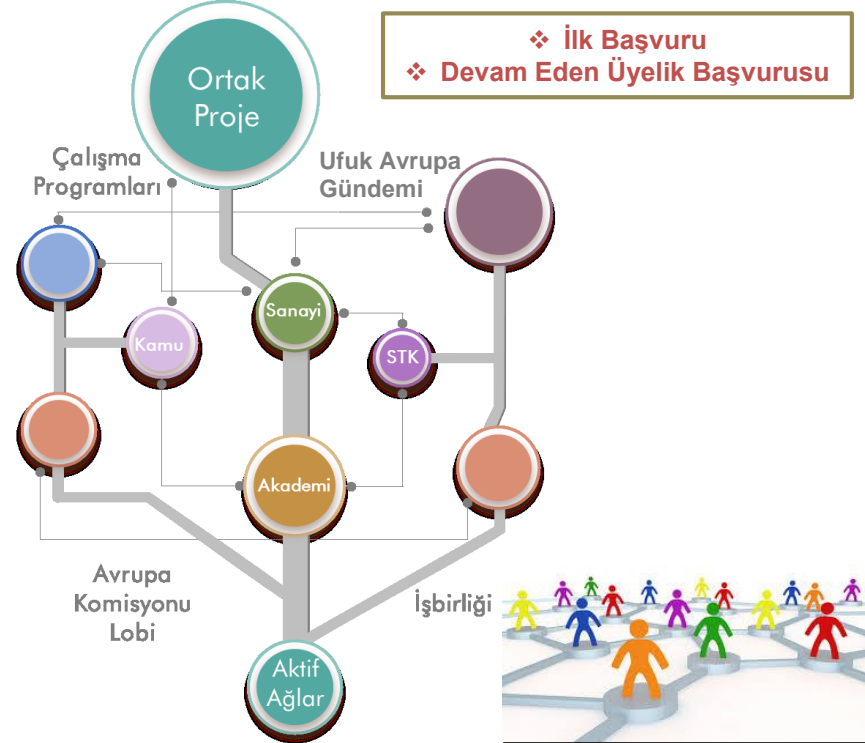 ❖ İlk Başvuru
❖ Devam Eden Üyelik Başvurusu
Ortak
Proje
Çalışma
Programları
Ufuk Avrupa
Gündemi
Sanayi
Kamu
STK
Akademi
Avrupa
Komisyonu
Lobi
İşbirliği
Aktif
Ağlar